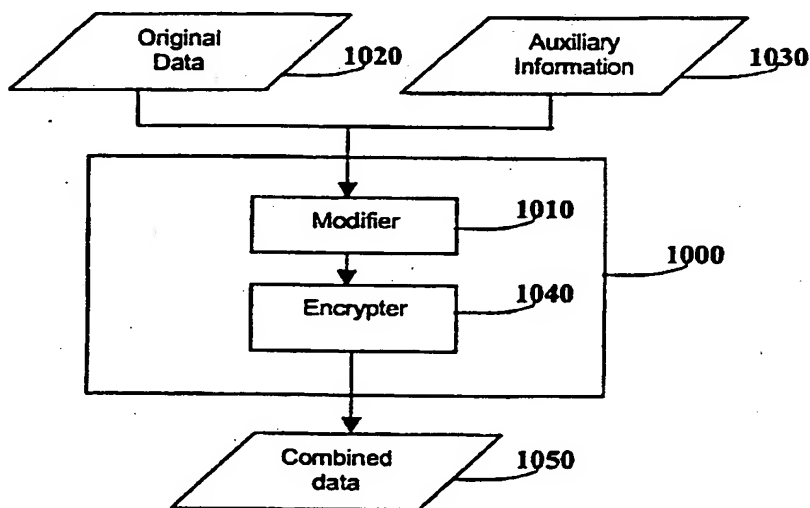 Original
Data
1020
Auxiliary
Information
1030
Modifier
1010
1000
Encrypter
1040
Combined
data
1050